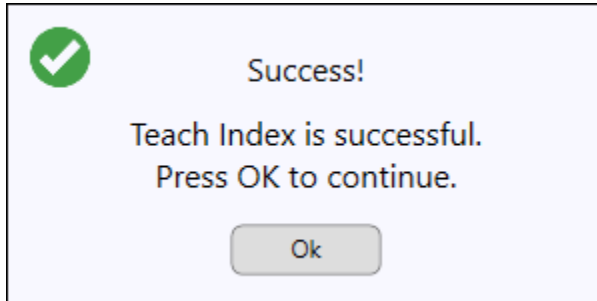 Success!
Teach Index is successful.
Press OK to continue.
Ok